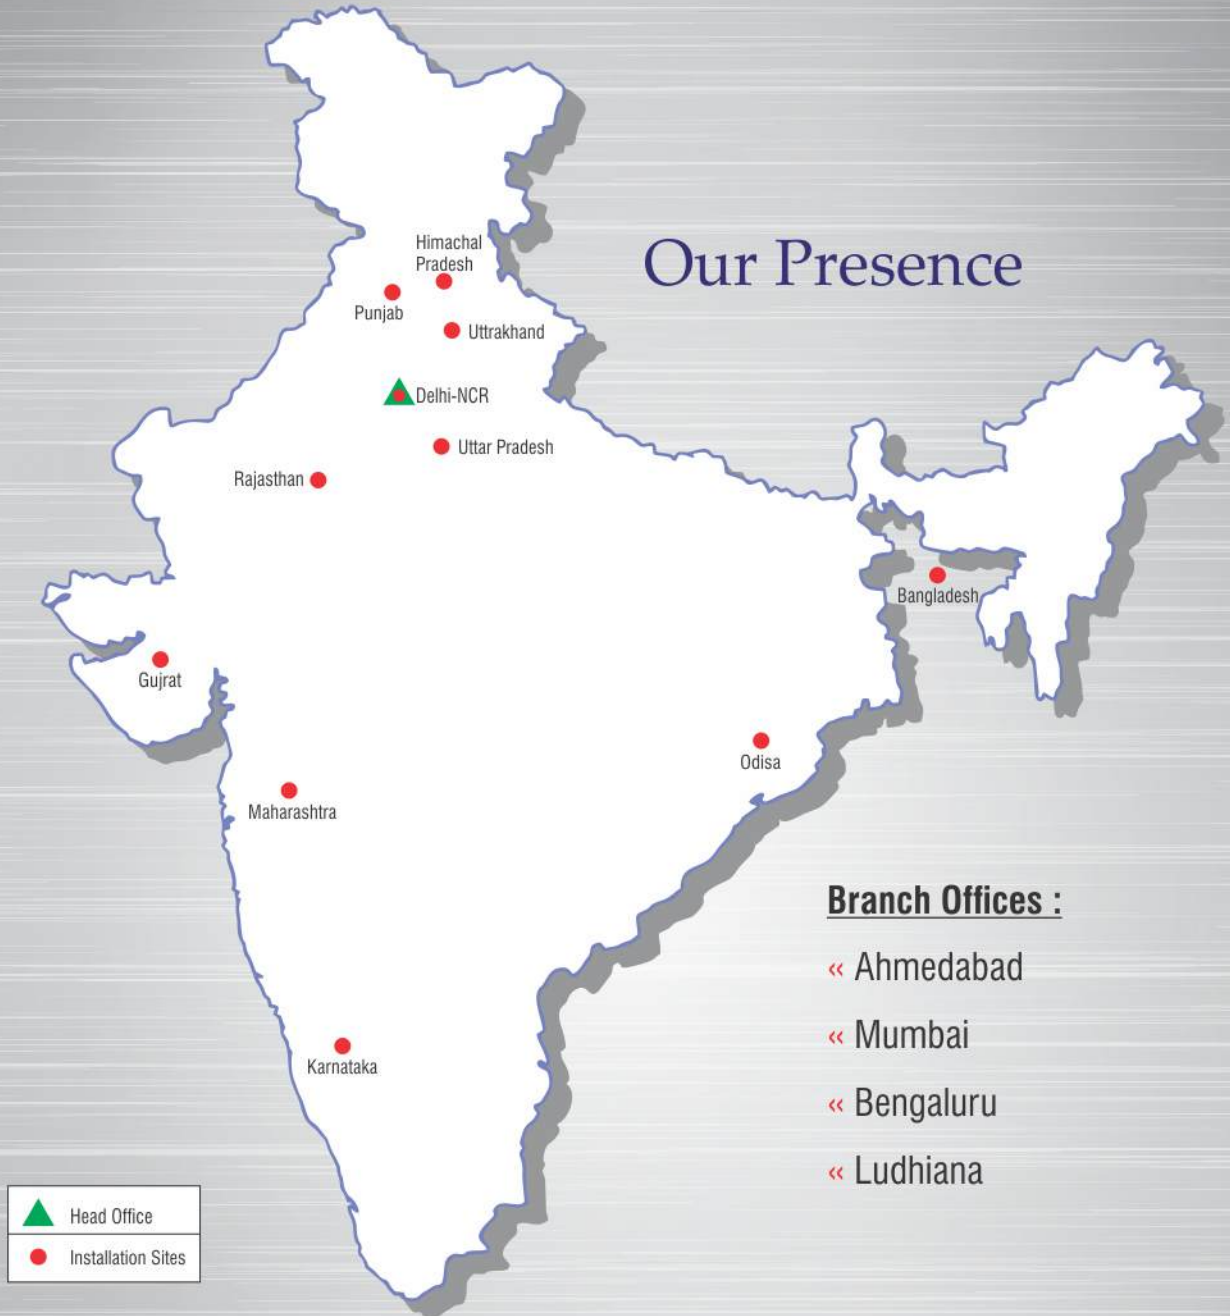 Our Presence
Himachal
Pradesh
Punjab
Uttrakhand
Delhi-NCR
Uttar Pradesh
Rajasthan
Bangladesh
Gujrat
Odisa
Maharashtra
Karnataka
Branch Offices :
« Ahmedabad
« Mumbai
« Bengaluru
« Ludhiana
Head Office
Installation Sites